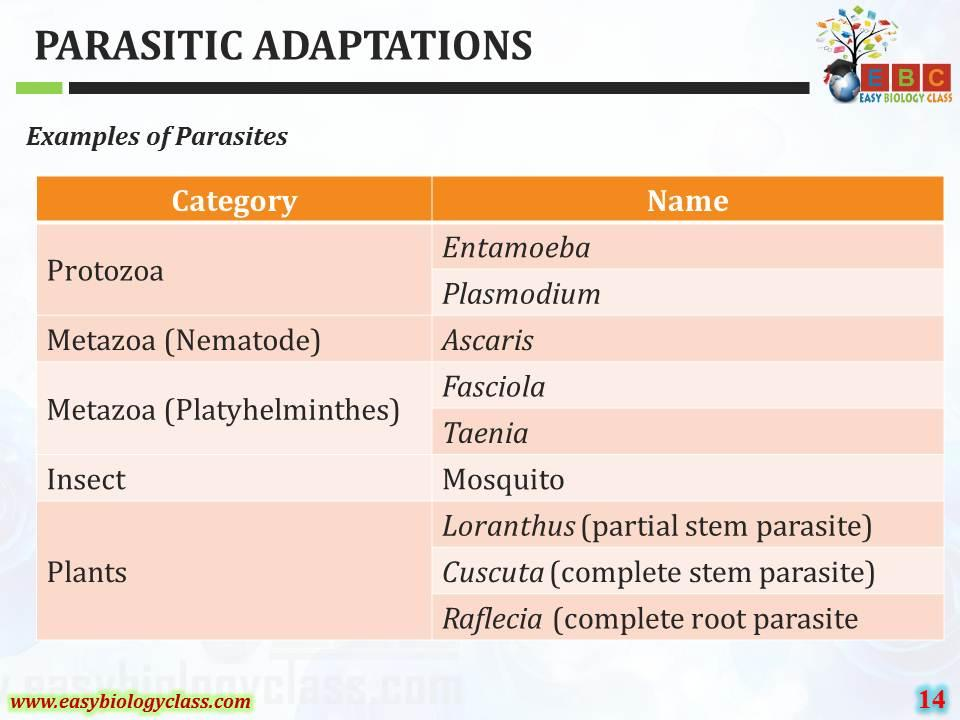 PARASITIC ADAPTATIONS
E B C
EASY BIOLOGY CLASS
Examples of Parasites
Category Name
Protozoa
Entamoeba
Plasmodium
Metazoa (Nematode) Ascaris
Metazoa (Platyhelminthes)
Fasciola
Taenia
Insect Mosquito
Plants
Loranthus (partial stem parasite)
Cuscuta (complete stem parasite)
Raflecia (complete root parasite
www.easybiologyclass.com
14